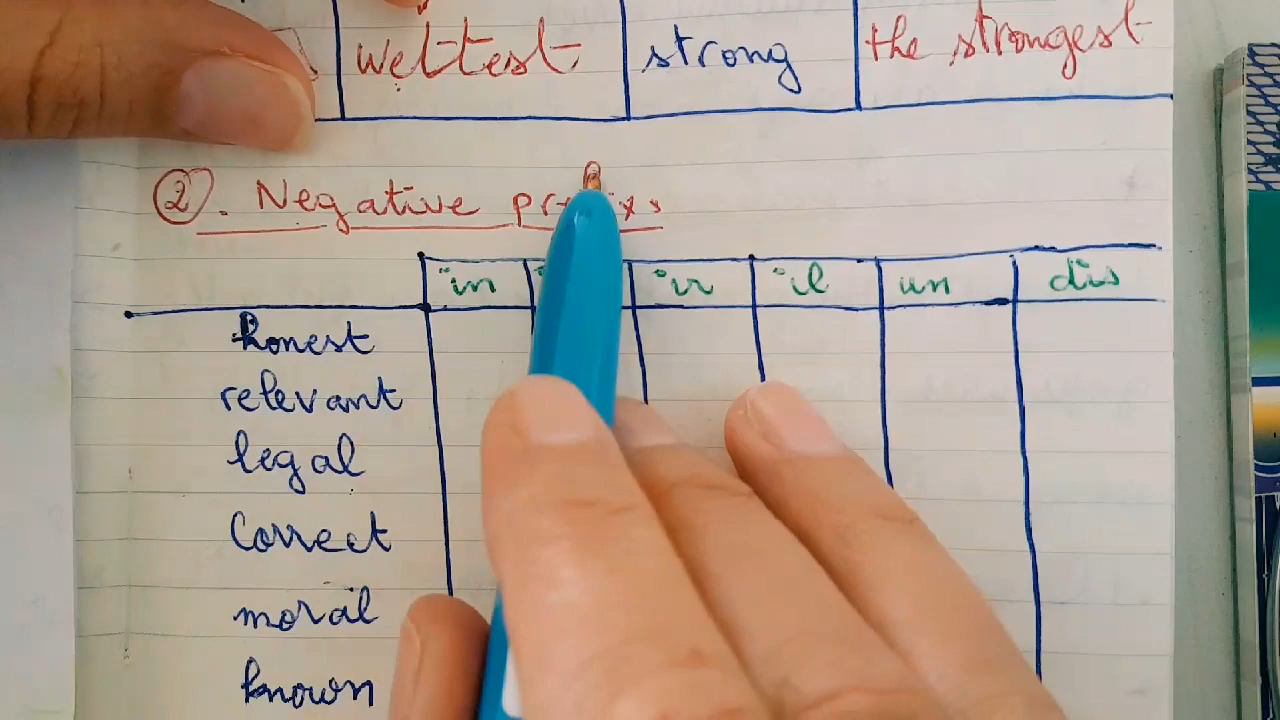 wettest strong the strongest
2. Negative
in ir il un dis
honest
relevant
legal
Correct
moral
known